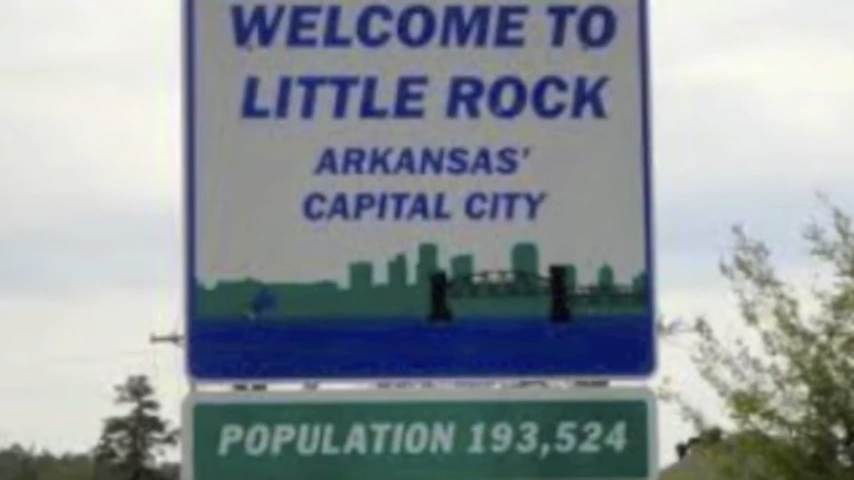 WELCOME TO
LITTLE ROCK
ARKANSAS'
CAPITAL CITY
POPULATION 193,524